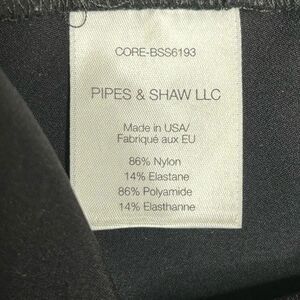 CORE-BSS6193
PIPES & SHAW LLC
Made in USA/
Fabriqué aux EU
86% Nylon
14% Elastane
86% Polyamide
14% Elasthanne